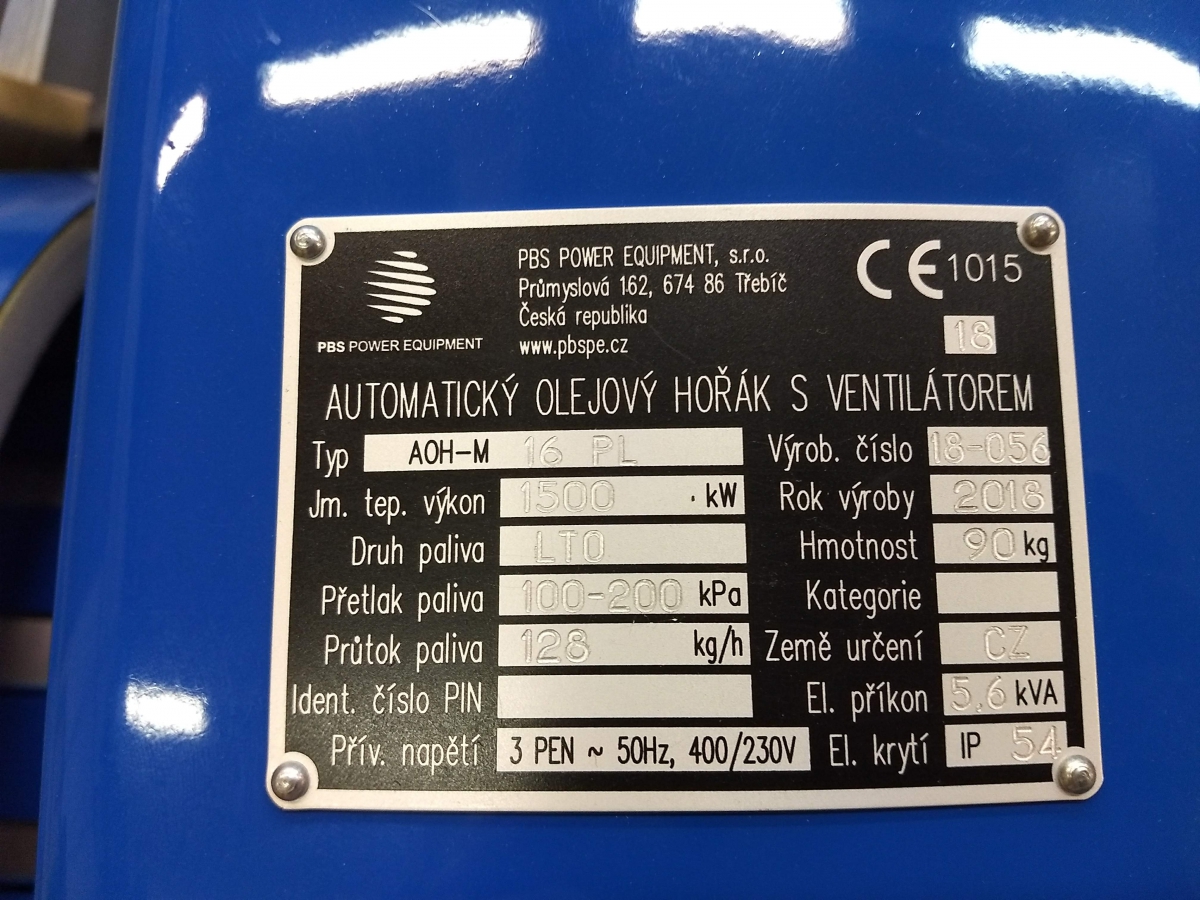 PBS POWER EQUIPMENT
PBS POWER EQUIPMENT, s.r.o.
Průmyslová 162, 674 86 Třebíč
Česká republika
www.pbspe.cz
CE 1015
18
AUTOMATICKÝ OLEJOVÝ HOŘÁK S VENTILÁTOREM
Typ AOH-M 16 PL Výrob. číslo 18-056
Jm. tep. výkon 1500 kW Rok výroby 2018
Druh paliva LTO Hmotnost 90 kg
Přetlak paliva 100-200 kPa Kategorie
Průtok paliva 128 kg/h Země určení CZ
Ident. číslo PIN El. příkon 5,6 kVA
Přív. napětí 3 PEN ~ 50Hz, 400/230V El. krytí IP 54